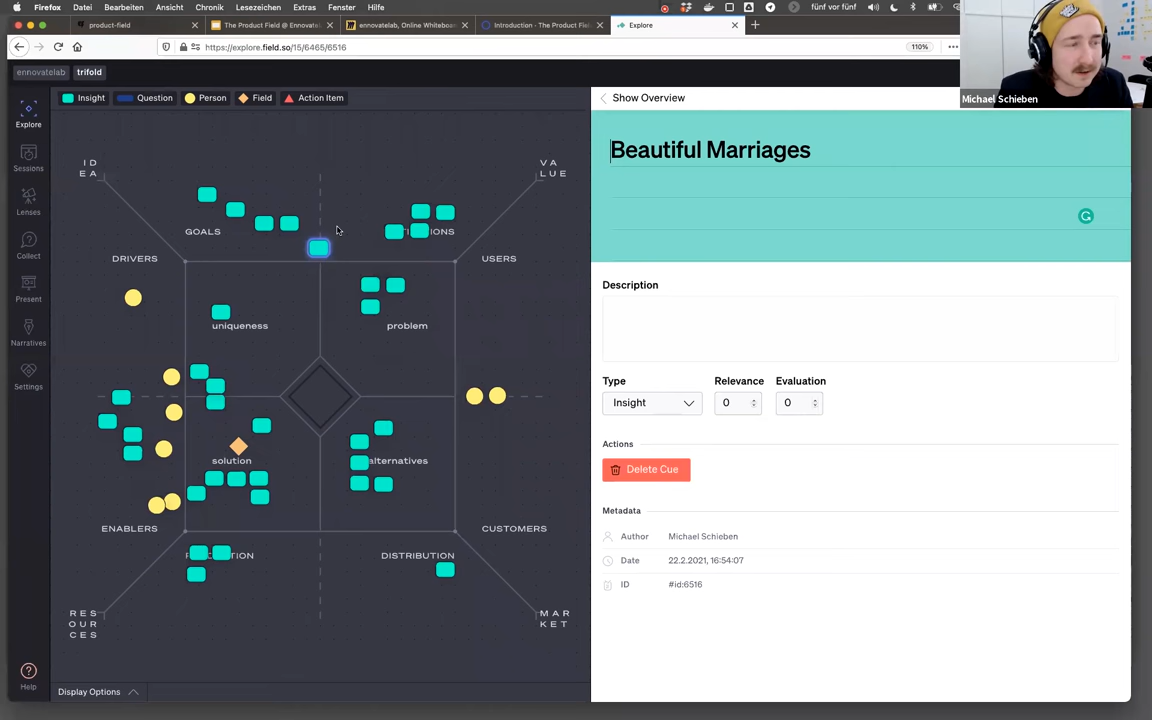 Firefox Datei Bearbeiten Ansicht Chronik Lesezeichen Extras Fenster Hilfe fünf vor fünf
product-field
The Product Field @ Ennovate
ennovatelab, Online Whiteboa
Introduction - The Product Fiel
Explore
https://explore.field.so/15/6465/6516
110%
Michael Schieben
ennovatelab trifold
Insight Question Person Field Action Item
Show Overview
Explore
Sessions
Lenses
Collect
Present
Narratives
Settings
Help
ID
EA
VA
LUE
GOALS
IONS
DRIVERS
USERS
uniqueness
problem
solution
alternatives
ENABLERS
CUSTOMERS
TION
DISTRIBUTION
RES
OUR
CES
MAR
KET
Display Options
Beautiful Marriages
Description
Type Relevance Evaluation
Insight 0 0
Actions
Delete Cue
Metadata
Author Michael Schieben
Date 22.2.2021, 16:54:07
ID #id:6516